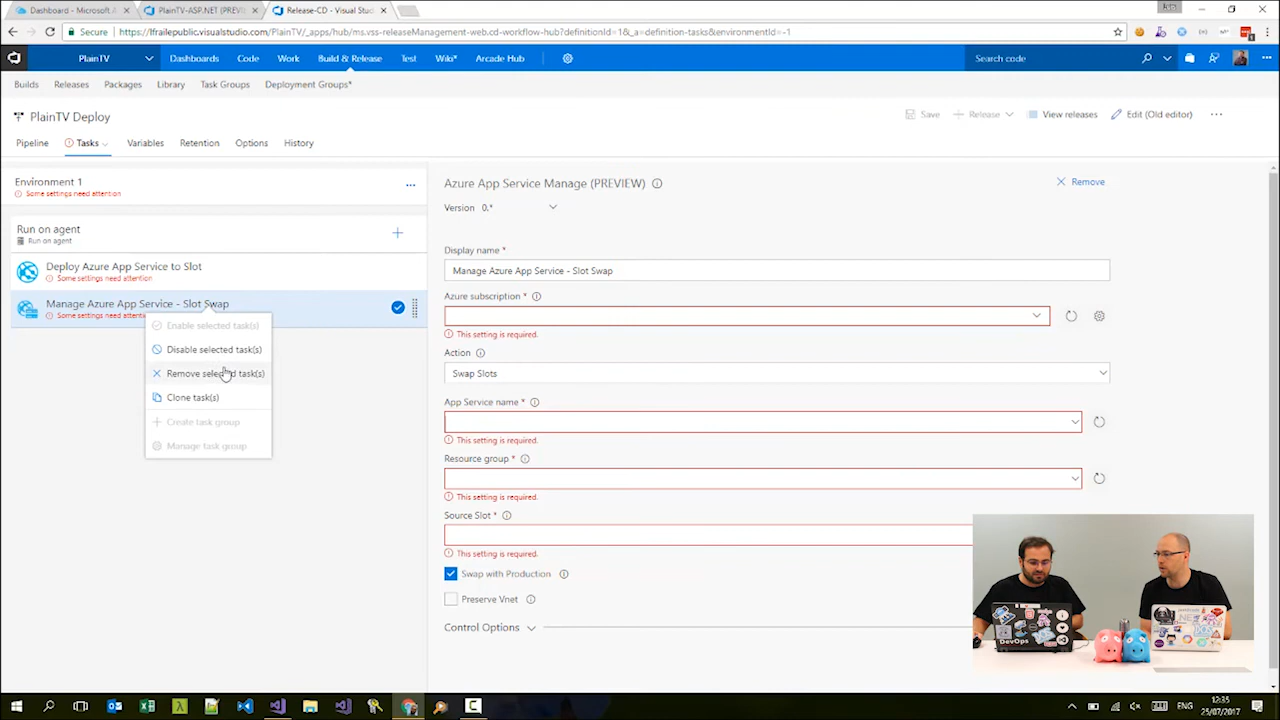 Dashboard - Microsoft A
PlainTV-ASP.NET (PREVIEW
Release-CD - Visual Stud
Secure
https://lfrailepublic.visualstudio.com/PlainTV/_apps/hub/ms.vss-releaseManagement-web.cd-workflow-hub?definitionId=1&_a=definition-tasks&environmentId=-1
PlainTV
Dashboards Code Work Build & Release Test Wiki* Arcade Hub
Search code
Builds Releases Packages Library Task Groups Deployment Groups*
PlainTV Deploy
Save Release View releases Edit (Old editor)
Pipeline Tasks Variables Retention Options History
Environment 1
Some settings need attention
Run on agent
Run on agent
Deploy Azure App Service to Slot
Some settings need attention
Manage Azure App Service - Slot Swap
Some settings need attenti
Enable selected task(s)
Disable selected task(s)
Remove selected task(s)
Clone task(s)
Create task group
Manage task group
Azure App Service Manage (PREVIEW)
Remove
Version 0.*
Display name *
Manage Azure App Service - Slot Swap
Azure subscription *
This setting is required.
Action
Swap Slots
App Service name *
This setting is required.
Resource group *
This setting is required.
Source Slot *
This setting is required.
Swap with Production
Preserve Vnet
Control Options
DevOps
ENG
12:35
25/07/2017